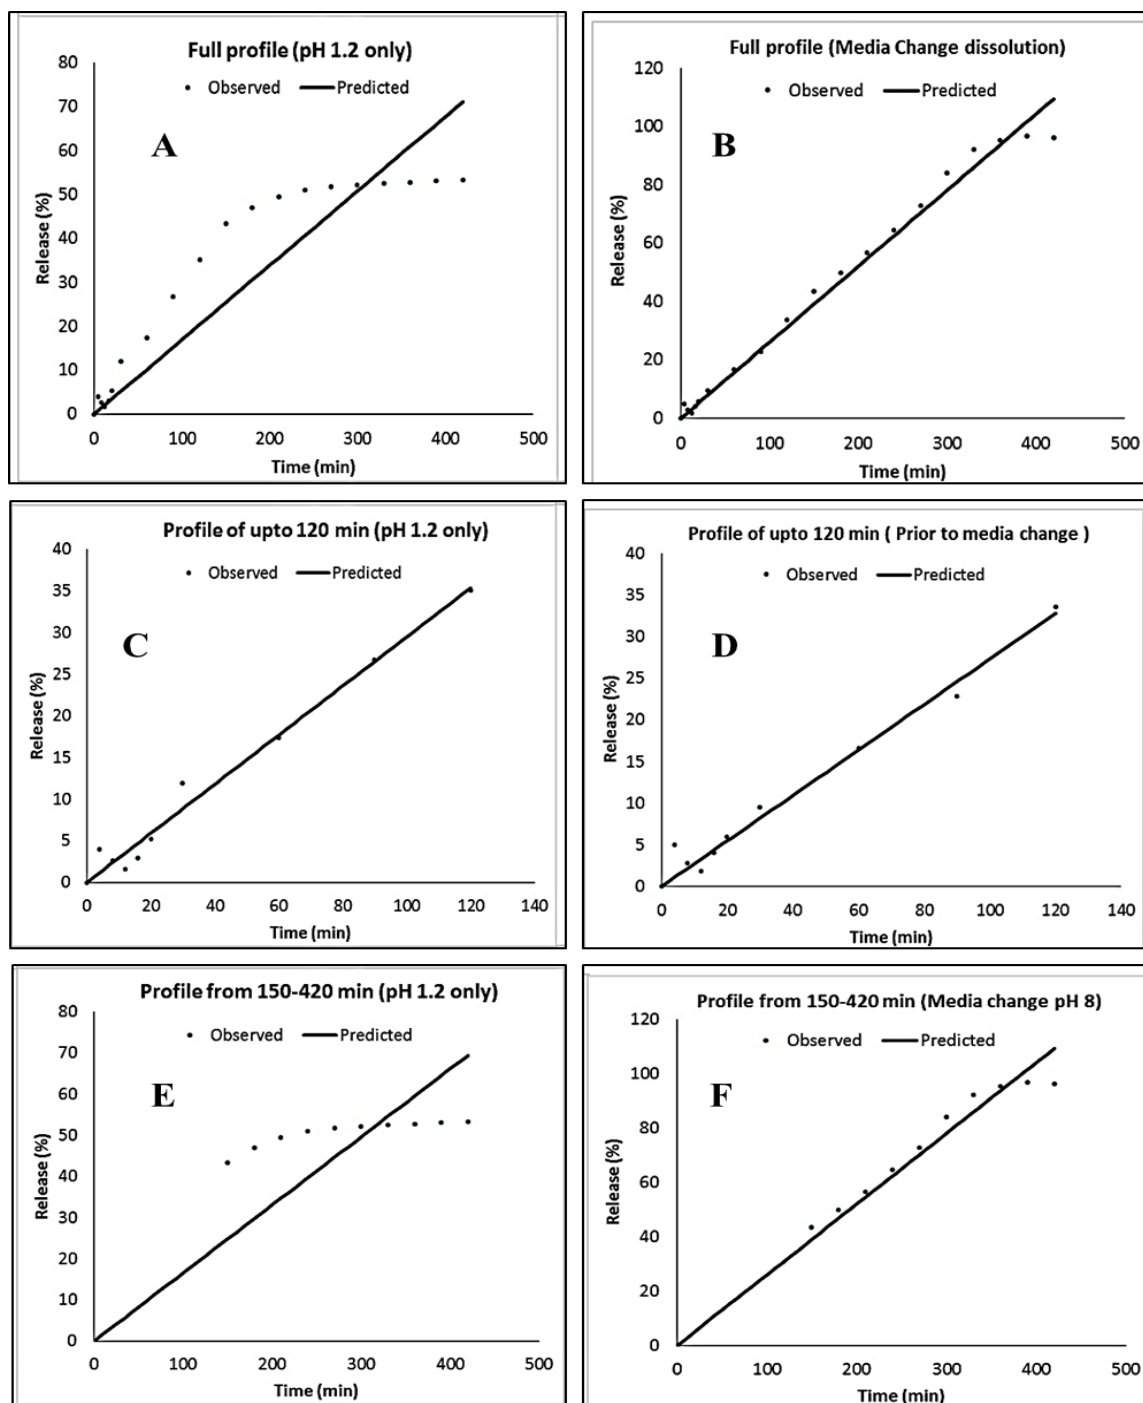 Full profile (pH 1.2 only)
Observed
Predicted
A
80
70
60
50
40
30
20
10
0
Release (%)
0 100 200 300 400 500
Time (min)
Full profile (Media Change dissolution)
Observed
Predicted
B
120
100
80
60
40
20
0
Release (%)
0 100 200 300 400 500
Time (min)
Profile of upto 120 min (pH 1.2 only)
Observed
Predicted
C
40
35
30
25
20
15
10
5
0
Release (%)
0 20 40 60 80 100 120 140
Time (min)
Profile of upto 120 min ( Prior to media change )
Observed
Predicted
D
40
35
30
25
20
15
10
5
0
Release (%)
0 20 40 60 80 100 120 140
Time (min)
Profile from 150-420 min (pH 1.2 only)
Observed
Predicted
E
80
70
60
50
40
30
20
10
0
Release (%)
0 100 200 300 400 500
Time (min)
Profile from 150-420 min (Media change pH 8)
Observed
Predicted
F
120
100
80
60
40
20
0
Release (%)
0 100 200 300 400 500
Time (min)